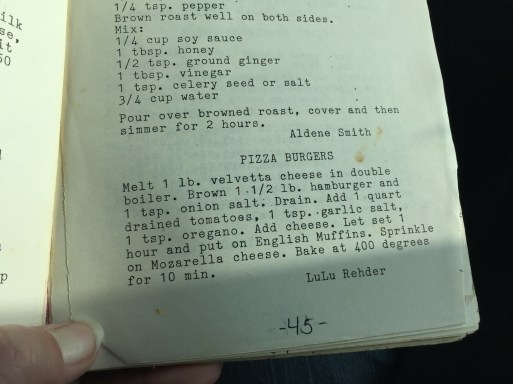 ilk
se,
it
50
1/4 tsp. pepper
Brown roast well on both sides.
Mix:
1/4 cup soy sauce
1 tbsp. honey
1/2 tsp. ground ginger
1 tbsp. vinegar
1 tsp. celery seed or salt
3/4 cup water
Pour over browned roast, cover and then
simmer for 2 hours.
Aldene Smith
PIZZA BURGERS
Melt 1 lb. velvetta cheese in double
boiler. Brown 1 1/2 lb. hamburger and
1 tsp. onion salt. Drain. Add 1 quart
drained tomatoes, 1 tsp. garlic salt,
1 tsp. oregano. Add cheese. Let set 1
hour and put on English Muffins. Sprinkle
on Mozarella cheese. Bake at 400 degrees
for 10 min.
LuLu Rehder
p
-45-